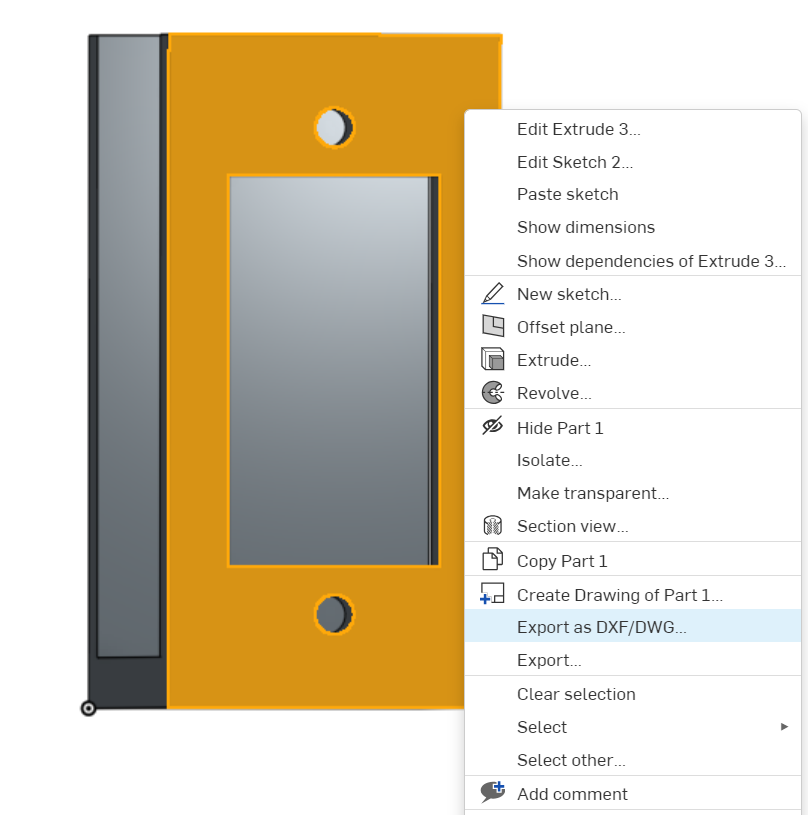 Edit Extrude 3...
Edit Sketch 2...
Paste sketch
Show dimensions
Show dependencies of Extrude 3...
New sketch...
Offset plane...
Extrude...
Revolve...
Hide Part 1
Isolate...
Make transparent...
Section view...
Copy Part 1
Create Drawing of Part 1...
Export as DXF/DWG...
Export...
Clear selection
Select
Select other...
Add comment